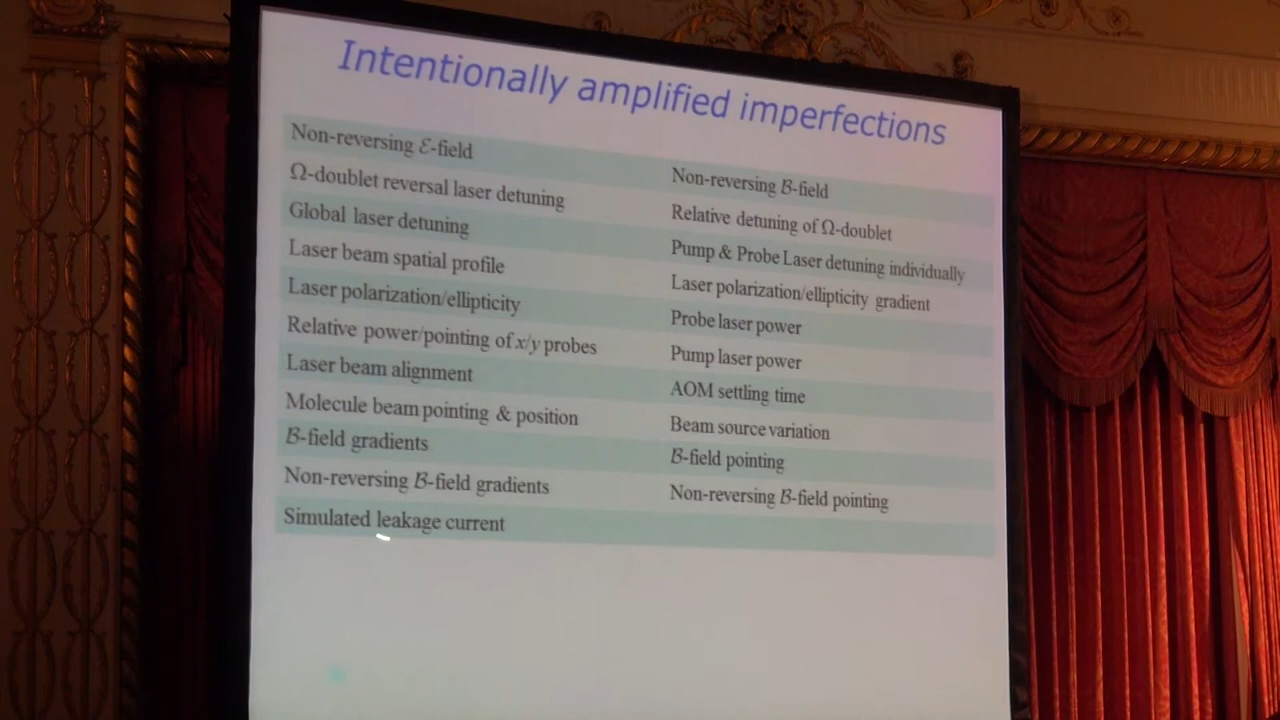 Intentionally amplified imperfections
Non-reversing ℰ-field
Non-reversing ℬ-field
Ω-doublet reversal laser detuning
Relative detuning of Ω-doublet
Global laser detuning
Pump & Probe Laser detuning individually
Laser beam spatial profile
Laser polarization/ellipticity gradient
Laser polarization/ellipticity
Probe laser power
Relative power/pointing of x/y probes
Pump laser power
Laser beam alignment
AOM settling time
Molecule beam pointing & position
Beam source variation
ℬ-field gradients
ℬ-field pointing
Non-reversing ℬ-field gradients
Non-reversing ℬ-field pointing
Simulated leakage current